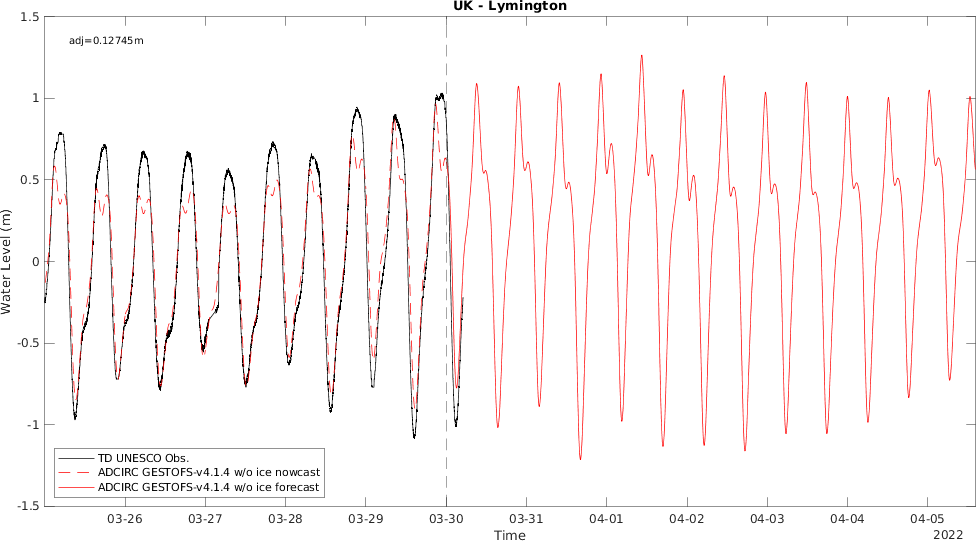 UK - Lymington
adj=0.12745m
1.5
1
0.5
0
-0.5
-1
-1.5
Water Level (m)
TD UNESCO Obs.
ADCIRC GESTOFS-v4.1.4 w/o ice nowcast
ADCIRC GESTOFS-v4.1.4 w/o ice forecast
03-26 03-27 03-28 03-29 03-30 03-31 04-01 04-02 04-03 04-04 04-05
Time
2022